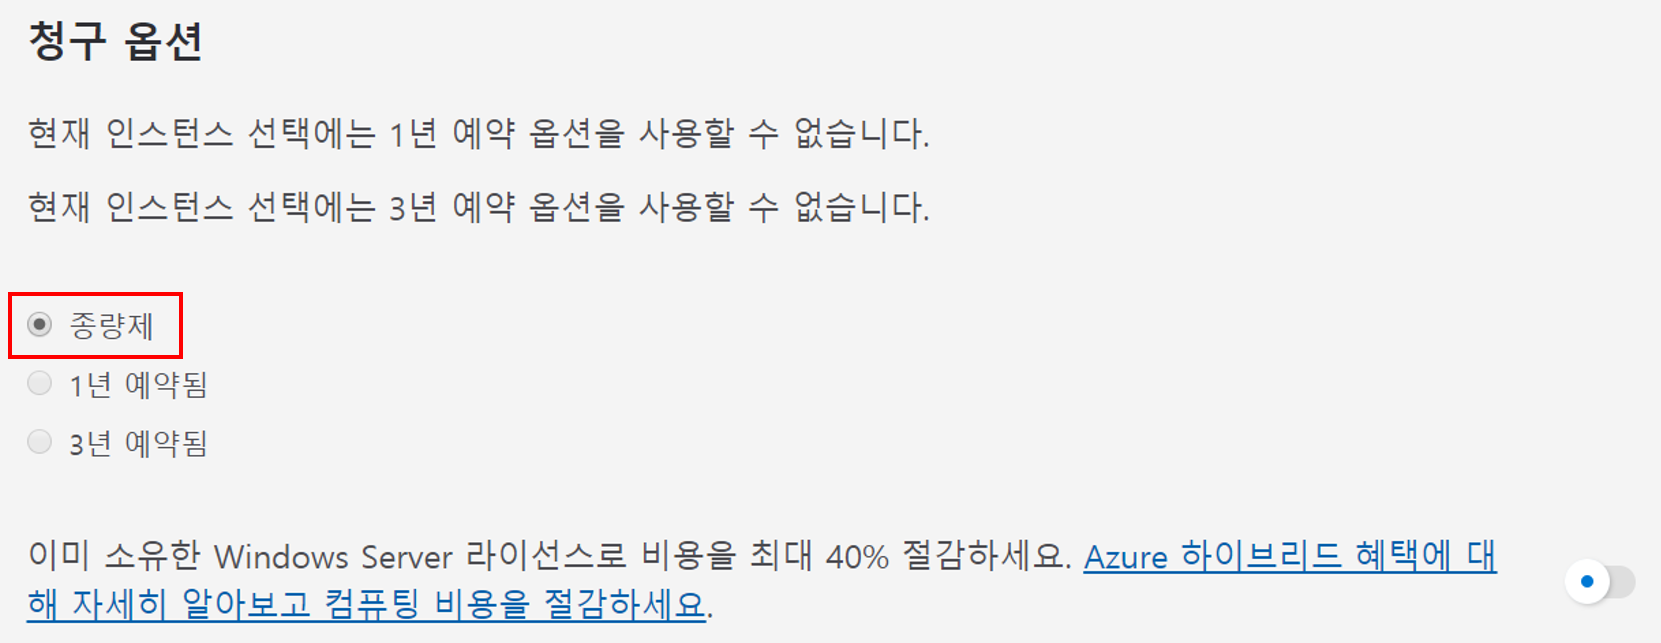 청구 옵션
현재 인스턴스 선택에는 1년 예약 옵션을 사용할 수 없습니다.
현재 인스턴스 선택에는 3년 예약 옵션을 사용할 수 없습니다.
종량제
1년 예약됨
3년 예약됨
이미 소유한 Windows Server 라이선스로 비용을 최대 40% 절감하세요. Azure 하이브리드 혜택에 대
해 자세히 알아보고 컴퓨팅 비용을 절감하세요.